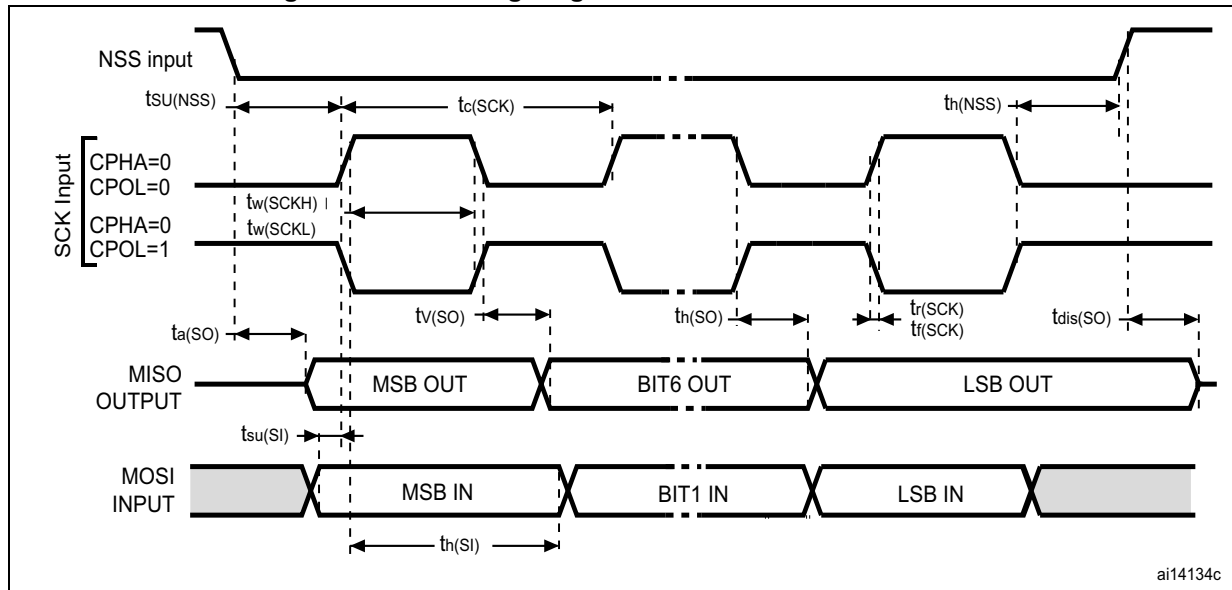 NSS input
tSU(NSS)
tc(SCK)
th(NSS)
SCK Input
CPHA=0
CPOL=0
tw(SCKH)
CPHA=0
tw(SCKL)
CPOL=1
tV(SO)
th(SO)
tr(SCK)
tf(SCK)
tdis(SO)
ta(SO)
MISO
OUTPUT
MSB OUT
BIT6 OUT
LSB OUT
tsu(SI)
MOSI
INPUT
MSB IN
BIT1 IN
LSB IN
th(SI)
ai14134c